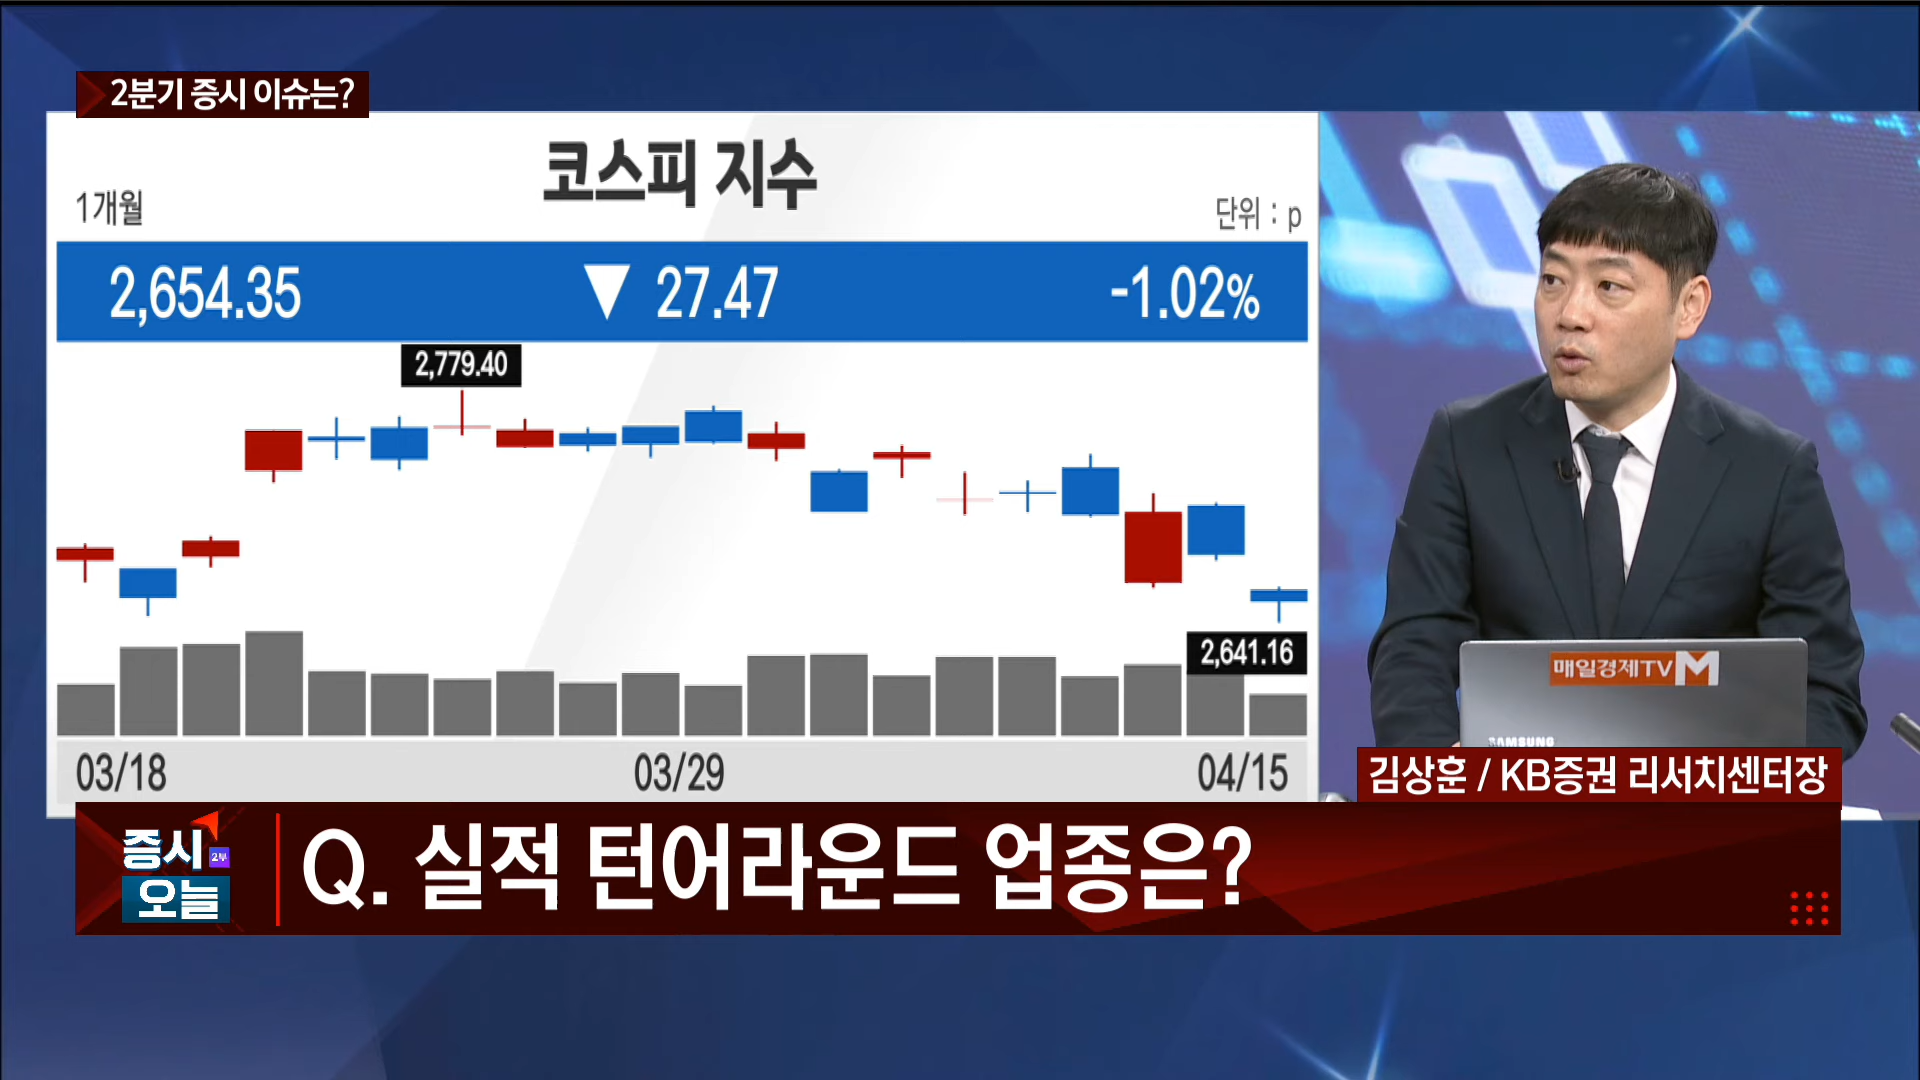 2분기 증시 이슈는?
코스피 지수
1개월
단위 : p
2,654.35 ▼ 27.47 -1.02%
2,779.40
2,641.16
03/18 03/29 04/15
매일경제TV M
SAMSUNG
김상훈 / KB증권 리서치센터장
증시 2부
오늘
Q. 실적 턴어라운드 업종은?